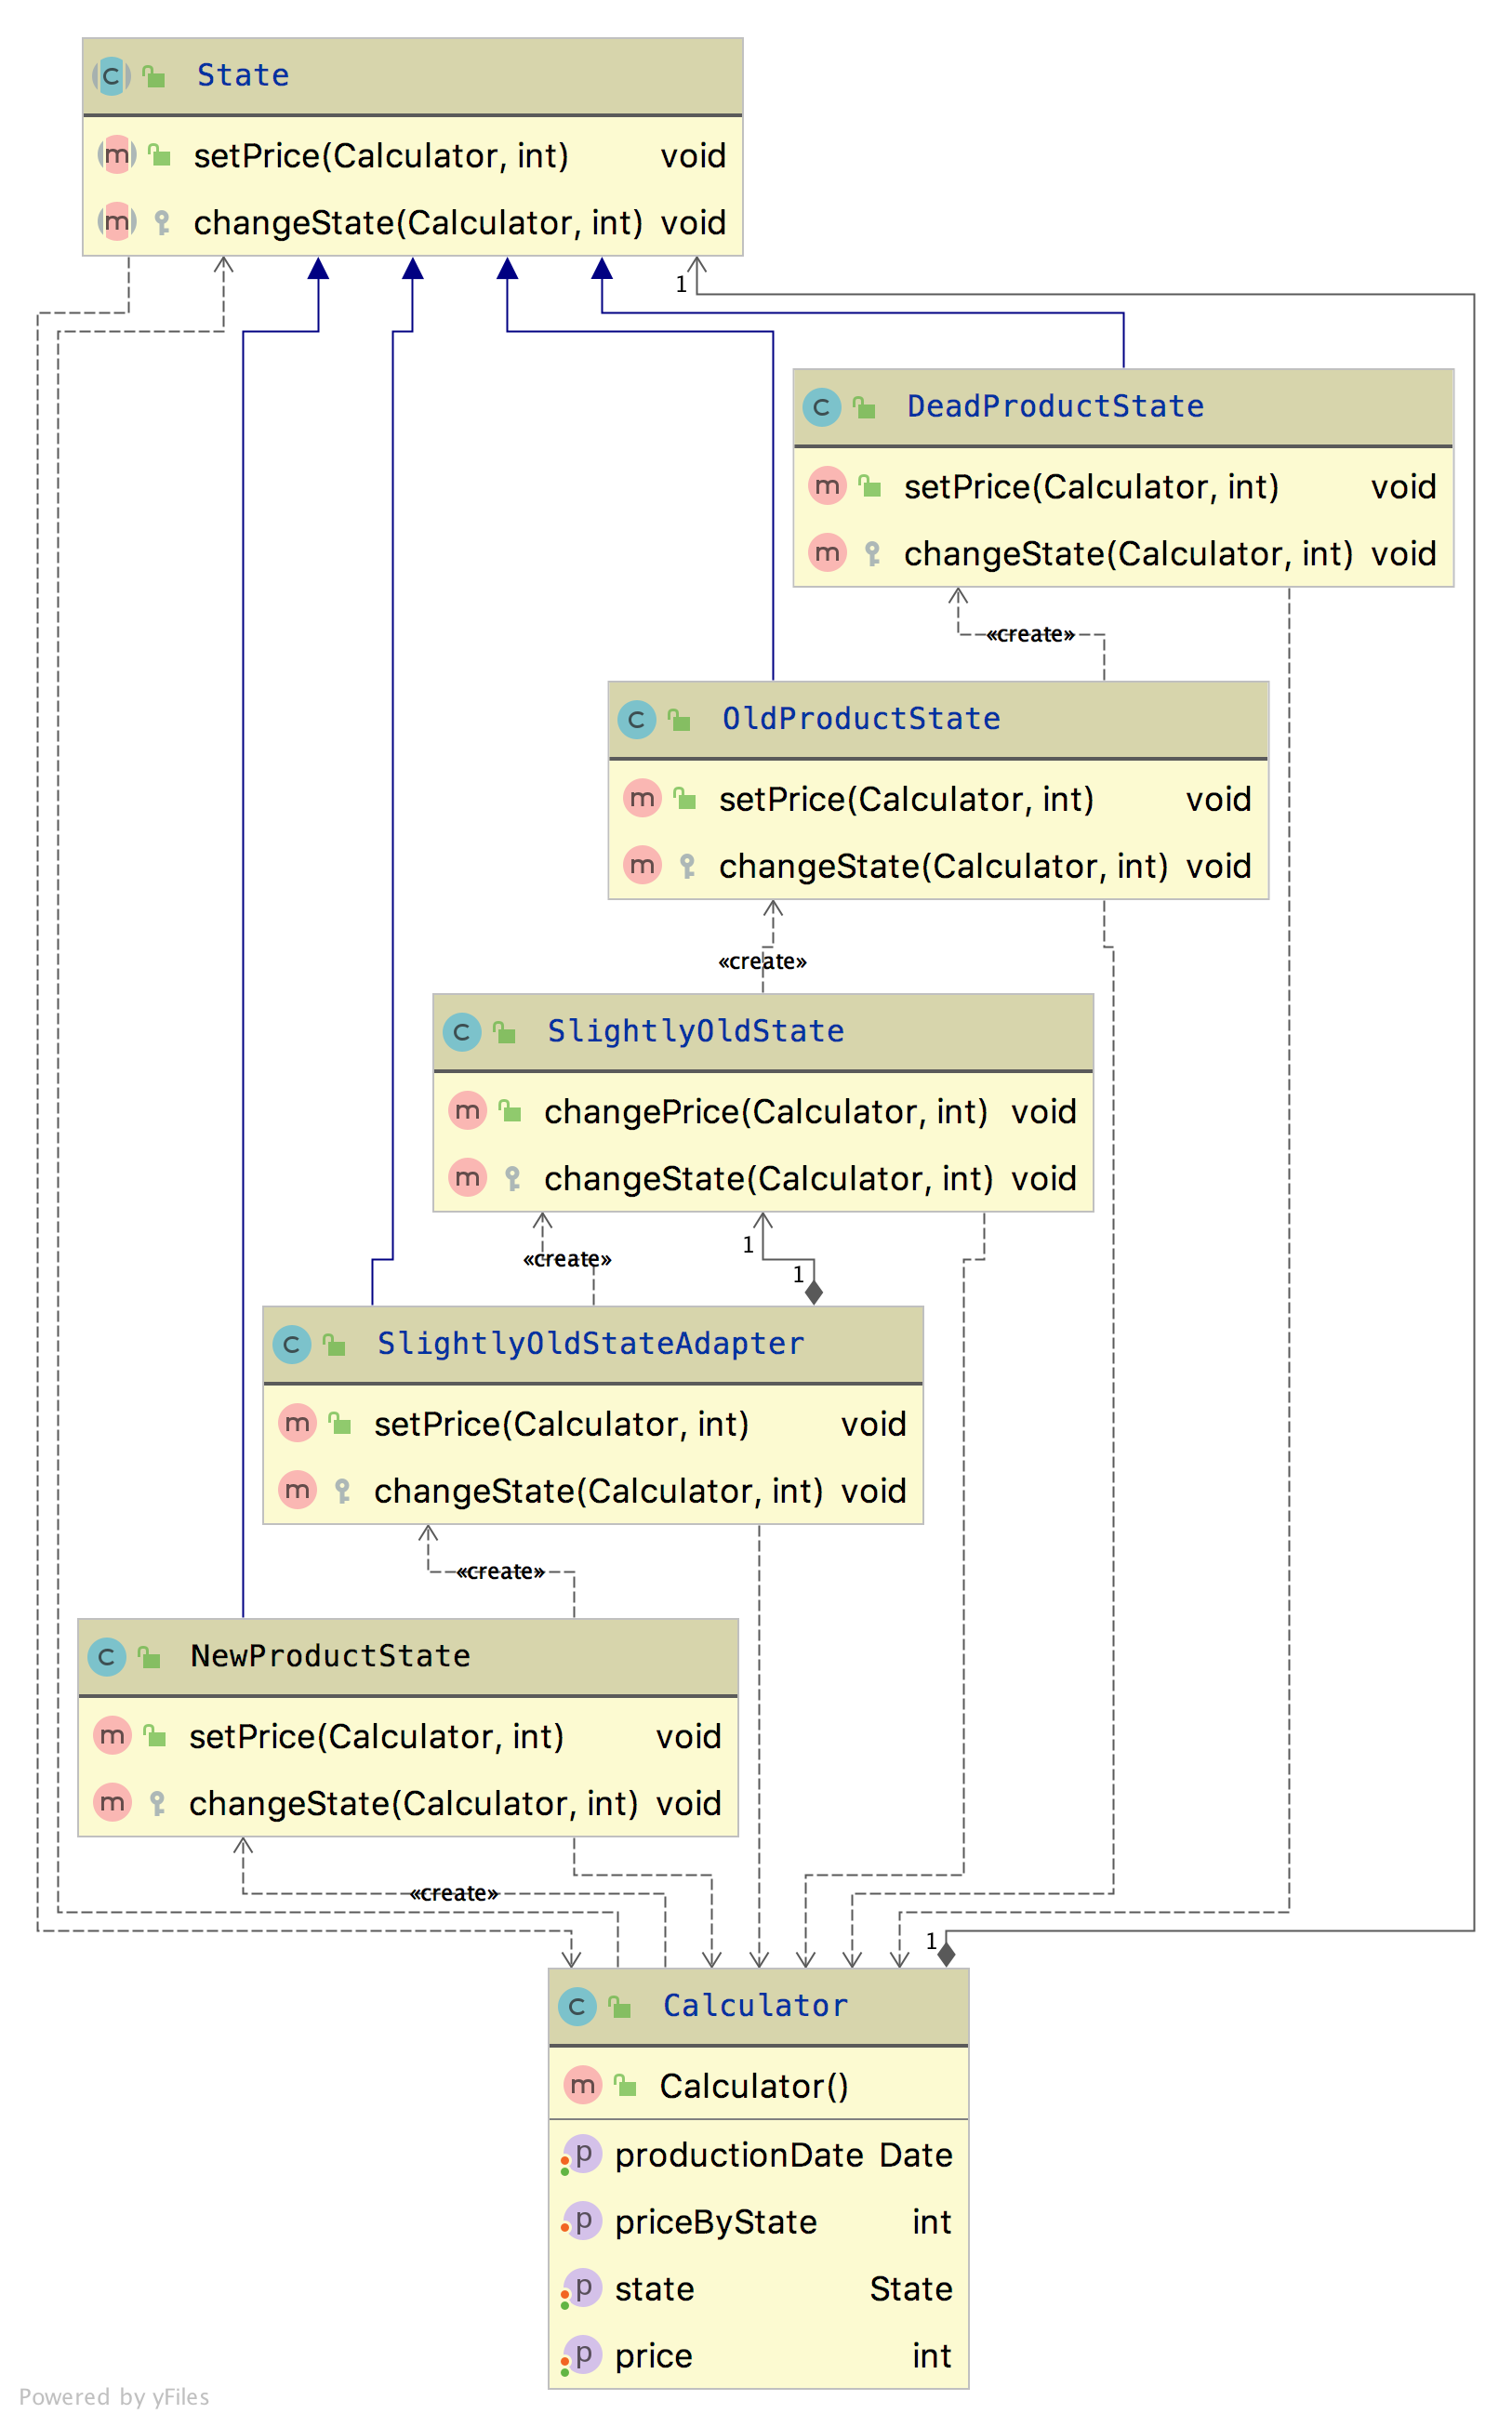 State
setPrice(Calculator, int) void
changeState(Calculator, int) void
1
DeadProductState
setPrice(Calculator, int) void
changeState(Calculator, int) void
«create»
OldProductState
setPrice(Calculator, int) void
changeState(Calculator, int) void
«create»
SlightlyOldState
changePrice(Calculator, int) void
changeState(Calculator, int) void
1
«create»
1
SlightlyOldStateAdapter
setPrice(Calculator, int) void
changeState(Calculator, int) void
«create»
NewProductState
setPrice(Calculator, int) void
changeState(Calculator, int) void
«create»
1
Calculator
Calculator()
productionDate Date
priceByState int
state State
price int
Powered by yFiles